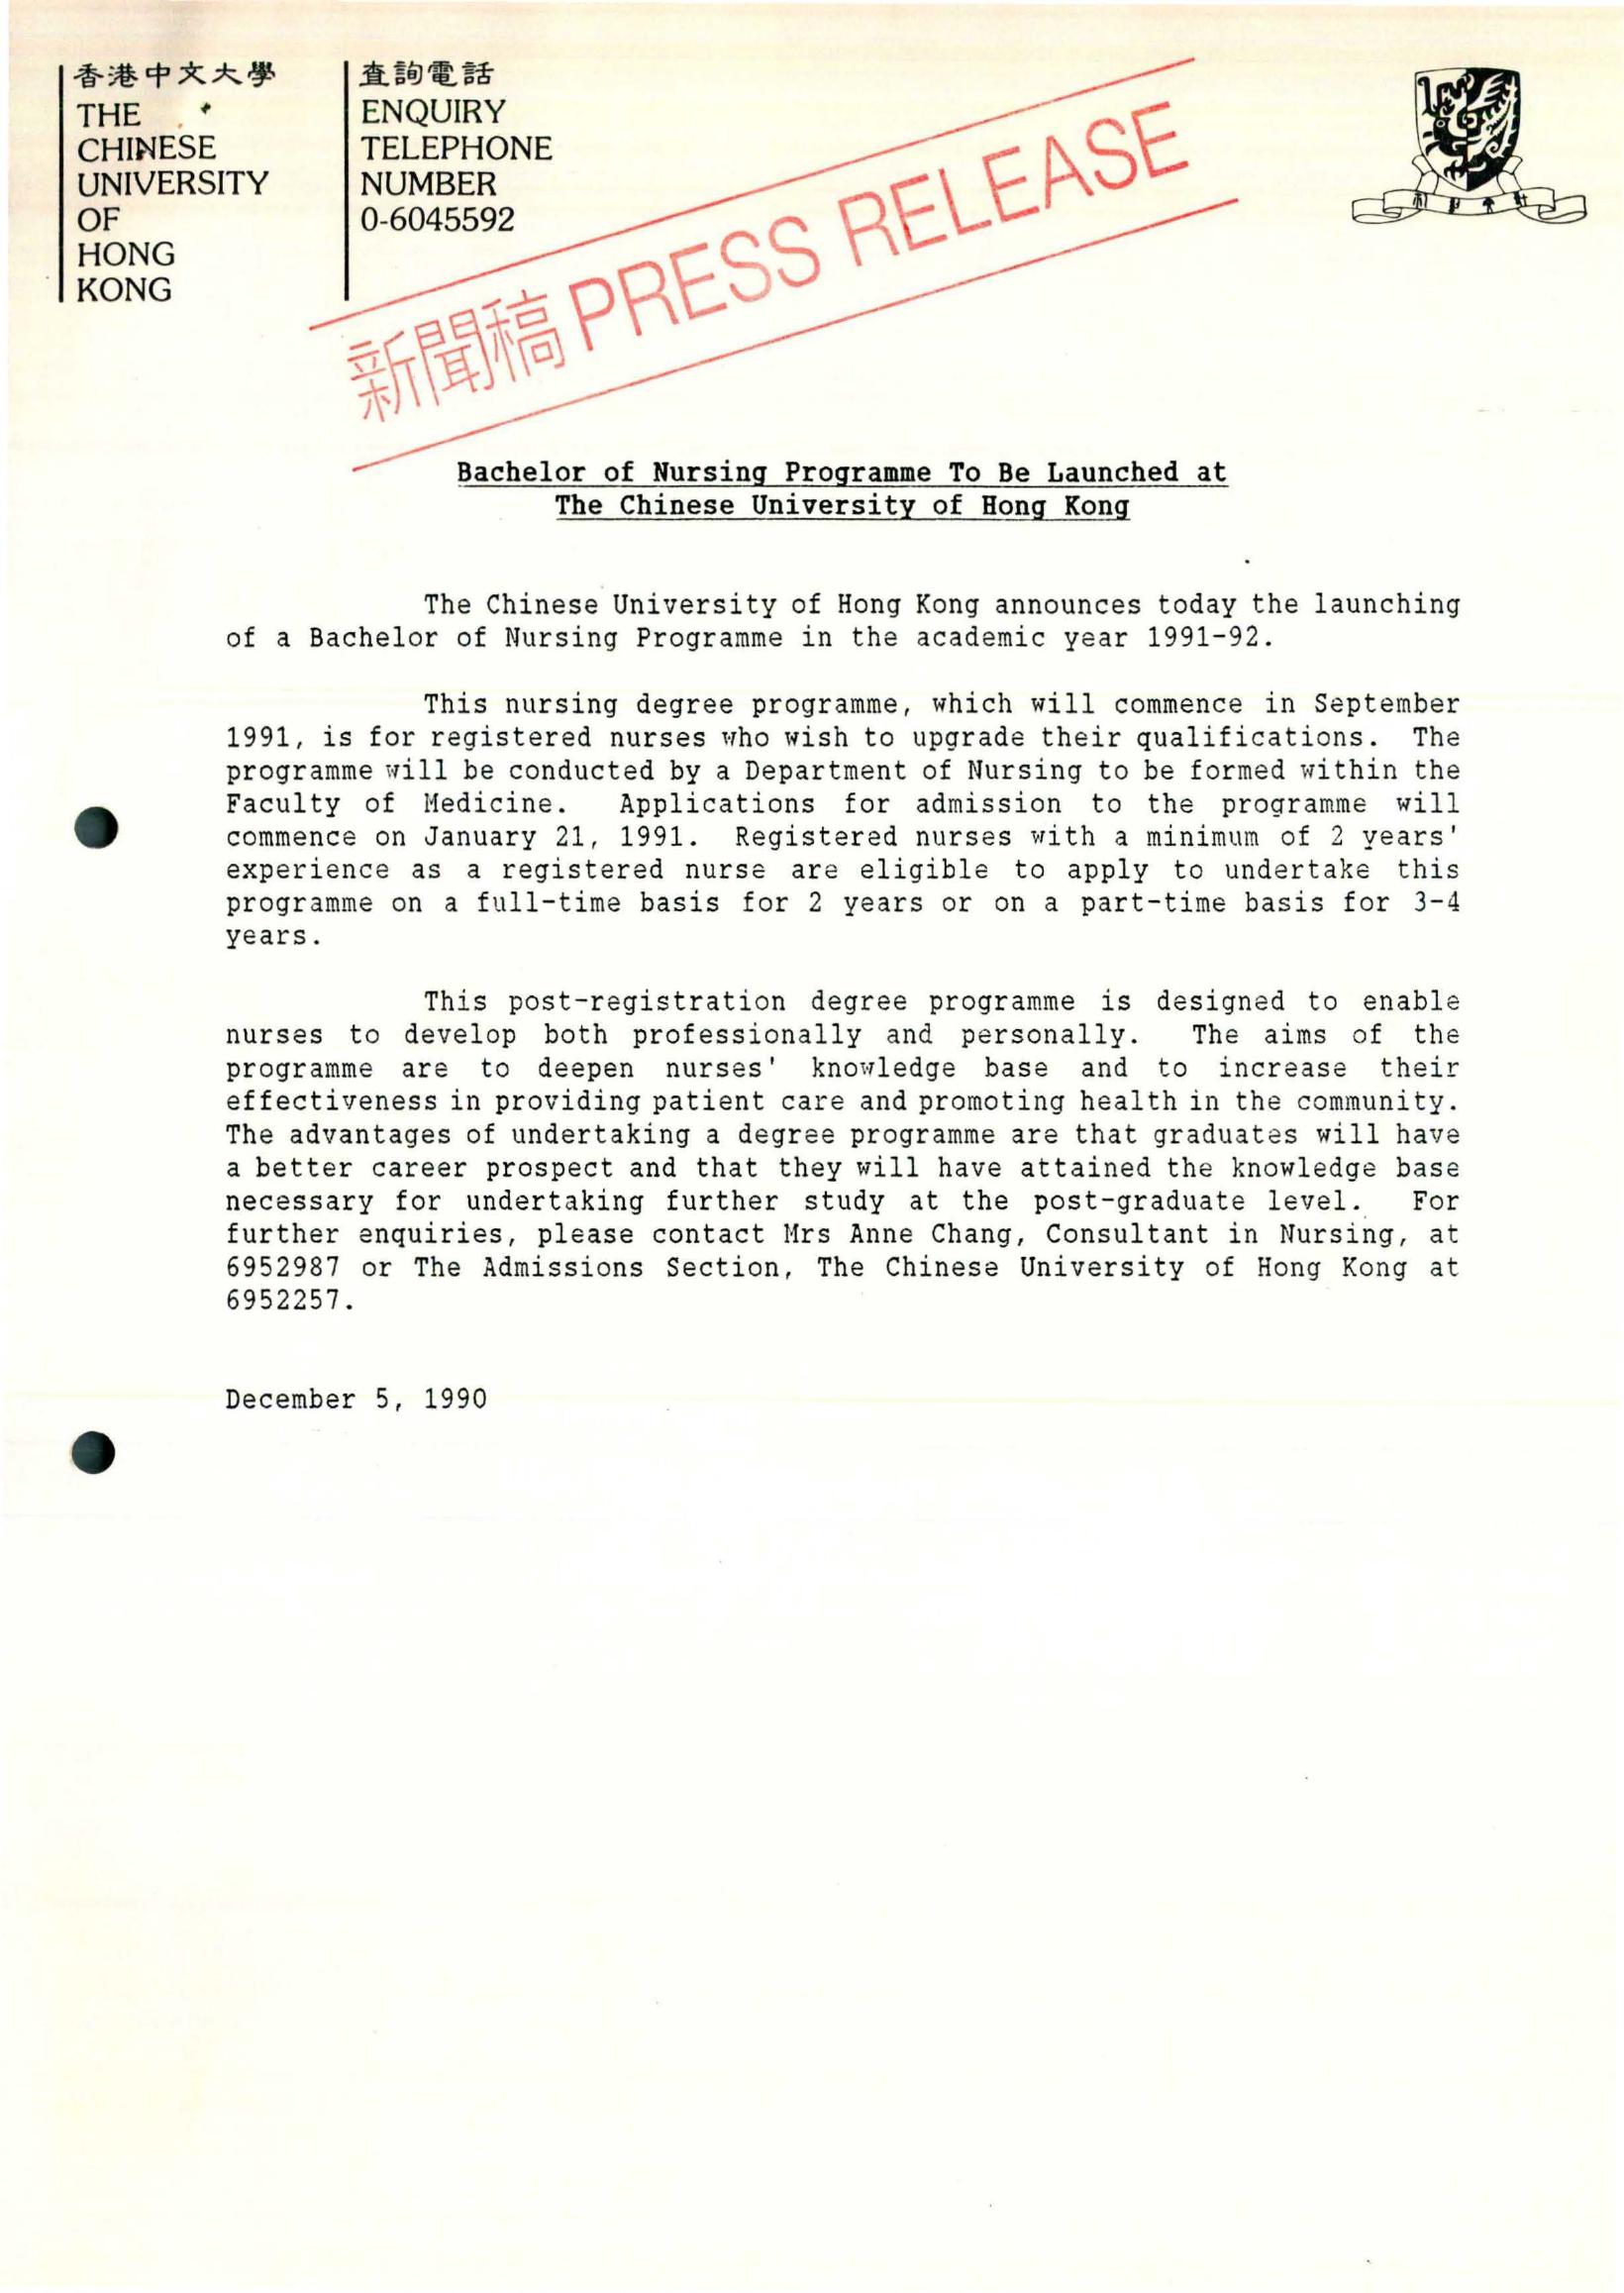 香港中文大學
THE
CHINESE
UNIVERSITY
OF
HONG
KONG
查詢電話
ENQUIRY
TELEPHONE
NUMBER
0-6045592
新聞稿 PRESS RELEASE
Bachelor of Nursing Programme To Be Launched at
The Chinese University of Hong Kong
The Chinese University of Hong Kong announces today the launching
of a Bachelor of Nursing Programme in the academic year 1991-92.
This nursing degree programme, which will commence in September
1991, is for registered nurses who wish to upgrade their qualifications. The
programme will be conducted by a Department of Nursing to be formed within the
Faculty of Medicine. Applications for admission to the programme will
commence on January 21, 1991. Registered nurses with a minimum of 2 years'
experience as a registered nurse are eligible to apply to undertake this
programme on a full-time basis for 2 years or on a part-time basis for 3-4
years.
This post-registration degree programme is designed to enable
nurses to develop both professionally and personally. The aims of the
programme are to deepen nurses' knowledge base and to increase their
effectiveness in providing patient care and promoting health in the community.
The advantages of undertaking a degree programme are that graduates will have
a better career prospect and that they will have attained the knowledge base
necessary for undertaking further study at the post-graduate level. For
further enquiries, please contact Mrs Anne Chang, Consultant in Nursing, at
6952987 or The Admissions Section, The Chinese University of Hong Kong at
6952257.
December 5, 1990